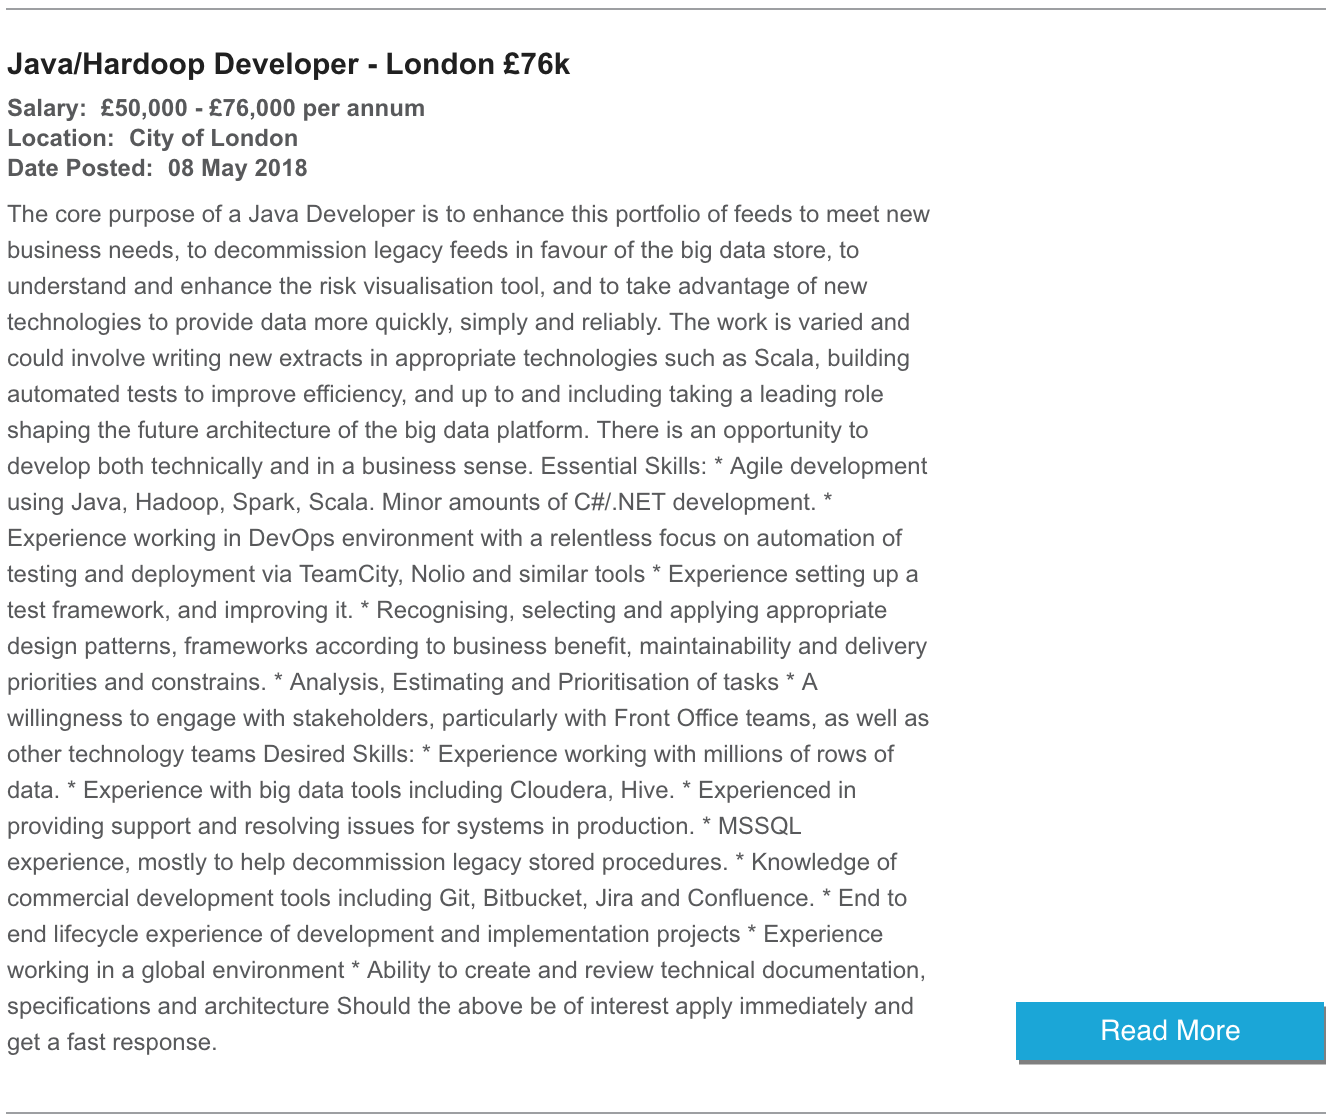 Java/Hardoop Developer - London £76k
Salary: £50,000 - £76,000 per annum
Location: City of London
Date Posted: 08 May 2018
The core purpose of a Java Developer is to enhance this portfolio of feeds to meet new
business needs, to decommission legacy feeds in favour of the big data store, to
understand and enhance the risk visualisation tool, and to take advantage of new
technologies to provide data more quickly, simply and reliably. The work is varied and
could involve writing new extracts in appropriate technologies such as Scala, building
automated tests to improve efficiency, and up to and including taking a leading role
shaping the future architecture of the big data platform. There is an opportunity to
develop both technically and in a business sense. Essential Skills: * Agile development
using Java, Hadoop, Spark, Scala. Minor amounts of C#/.NET development. *
Experience working in DevOps environment with a relentless focus on automation of
testing and deployment via TeamCity, Nolio and similar tools * Experience setting up a
test framework, and improving it. * Recognising, selecting and applying appropriate
design patterns, frameworks according to business benefit, maintainability and delivery
priorities and constrains. * Analysis, Estimating and Prioritisation of tasks * A
willingness to engage with stakeholders, particularly with Front Office teams, as well as
other technology teams Desired Skills: * Experience working with millions of rows of
data. * Experience with big data tools including Cloudera, Hive. * Experienced in
providing support and resolving issues for systems in production. * MSSQL
experience, mostly to help decommission legacy stored procedures. * Knowledge of
commercial development tools including Git, Bitbucket, Jira and Confluence. * End to
end lifecycle experience of development and implementation projects * Experience
working in a global environment * Ability to create and review technical documentation,
specifications and architecture Should the above be of interest apply immediately and
get a fast response.
Read More